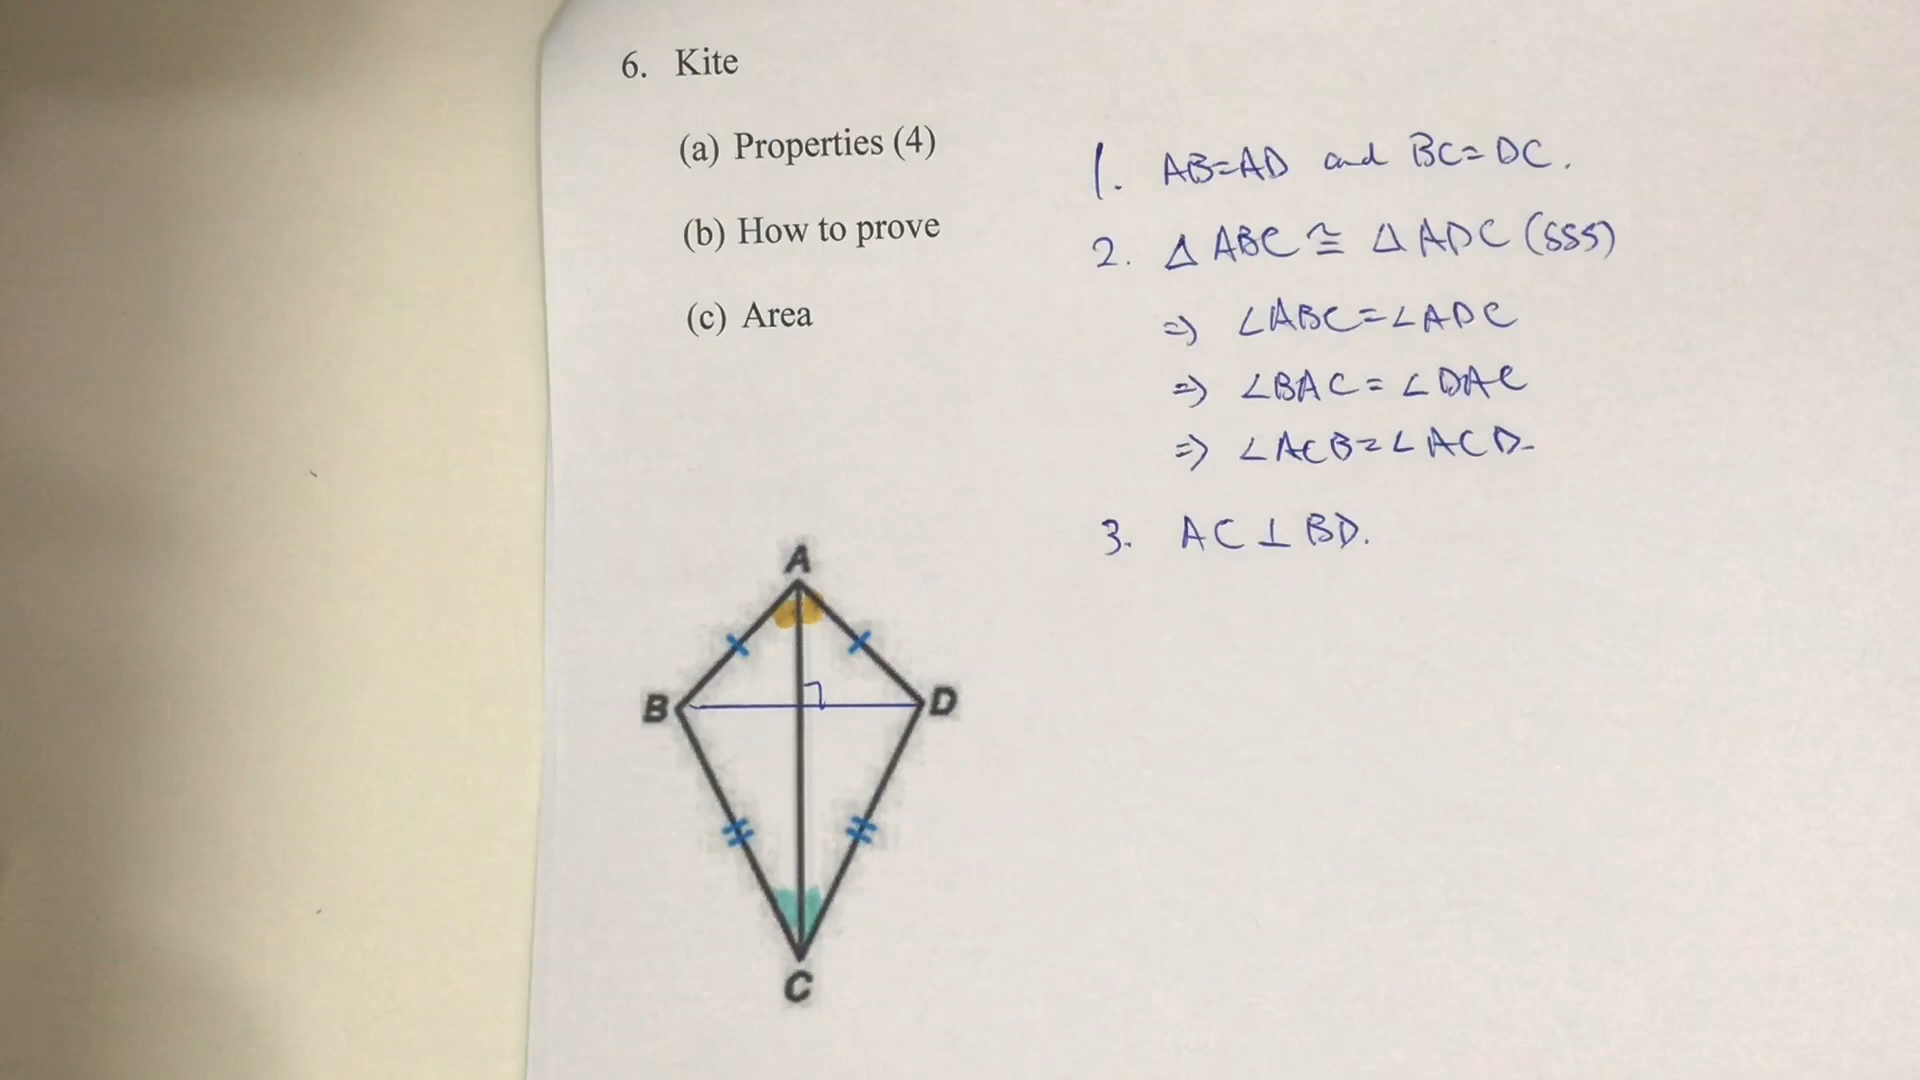 6. Kite
(a) Properties (4)
(b) How to prove
(c) Area
1. AB=AD and BC=DC.
2. △ABC ≅ △ADC (SSS)
⇒ ∠ABC=∠ADC
⇒ ∠BAC=∠DAC
⇒ ∠ACB=∠ACD
3. AC ⊥ BD.
A
B
D
C